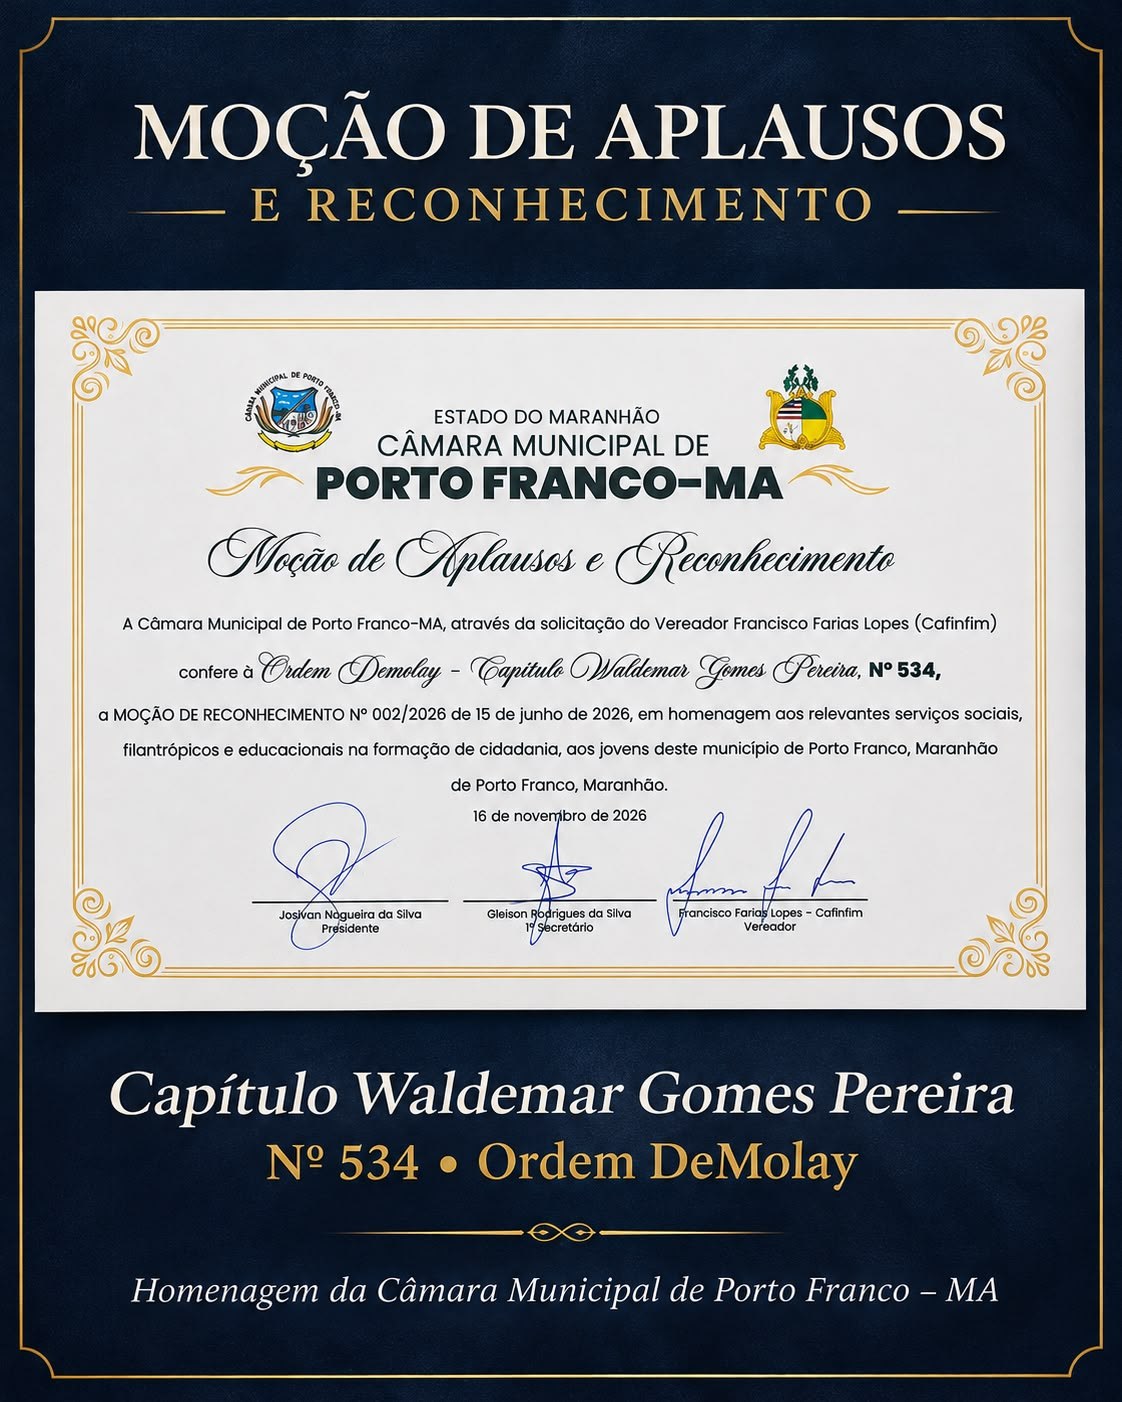 MOÇÃO DE APLAUSOS
E RECONHECIMENTO
CÂMARA MUNICIPAL DE PORTO FRANCO-MA
ESTADO DO MARANHÃO
CÂMARA MUNICIPAL DE
PORTO FRANCO-MA
Moção de Aplausos e Reconhecimento
A Câmara Municipal de Porto Franco-MA, através da solicitação do Vereador Francisco Farias Lopes (Cafinfim)
confere à Ordem Demolay - Capitulo Waldemar Gomes Pereira, Nº 534,
a MOÇÃO DE RECONHECIMENTO Nº 002/2026 de 15 de junho de 2026, em homenagem aos relevantes serviços sociais,
filantrópicos e educacionais na formação de cidadania, aos jovens deste município de Porto Franco, Maranhão
de Porto Franco, Maranhão.
16 de novembro de 2026
Josivan Nogueira da Silva
Presidente
Gleison Rodrigues da Silva
1º Secretário
Francisco Farias Lopes - Cafinfim
Vereador
Capítulo Waldemar Gomes Pereira
Nº 534 • Ordem DeMolay
Homenagem da Câmara Municipal de Porto Franco – MA